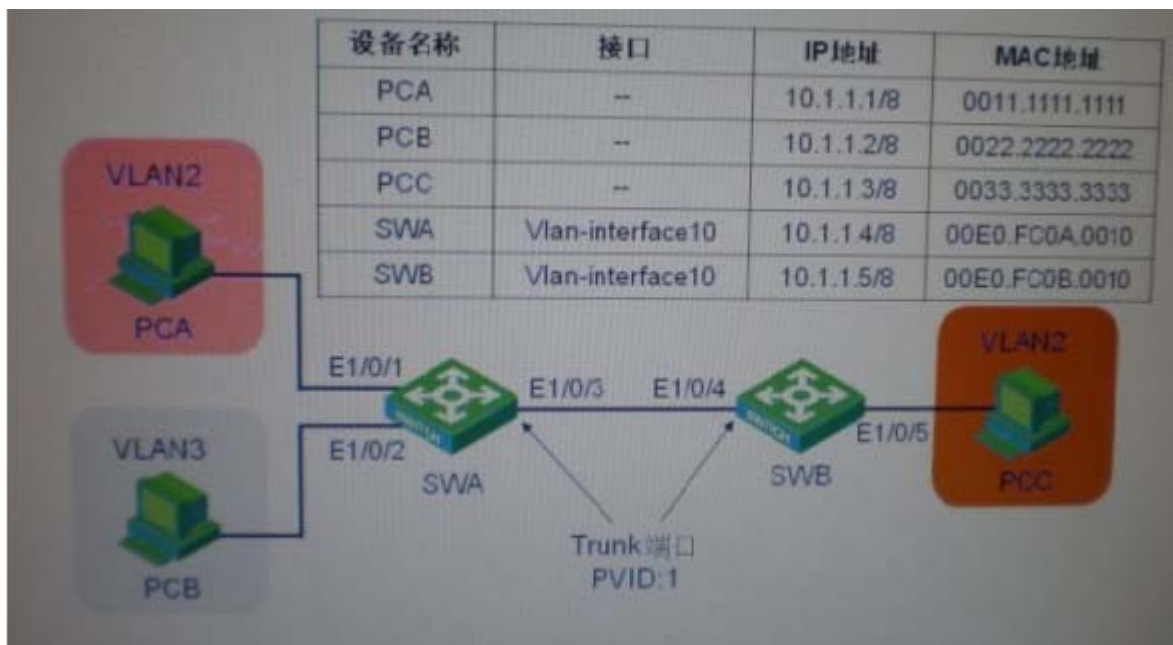 设备名称 接口 IP地址 MAC地址
PCA -- 10.1.1.1/8 0011.1111.1111
PCB -- 10.1.1.2/8 0022.2222.2222
PCC -- 10.1.1.3/8 0033.3333.3333
SWA Vlan-interface10 10.1.1.4/8 00E0.FC0A.0010
SWB Vlan-interface10 10.1.1.5/8 00E0.FC0B.0010
VLAN2
PCA
VLAN3
PCB
E1/0/1
E1/0/2
SWITCH
SWA
E1/0/3
E1/0/4
SWITCH
SWB
E1/0/5
VLAN2
PCC
Trunk端口
PVID:1